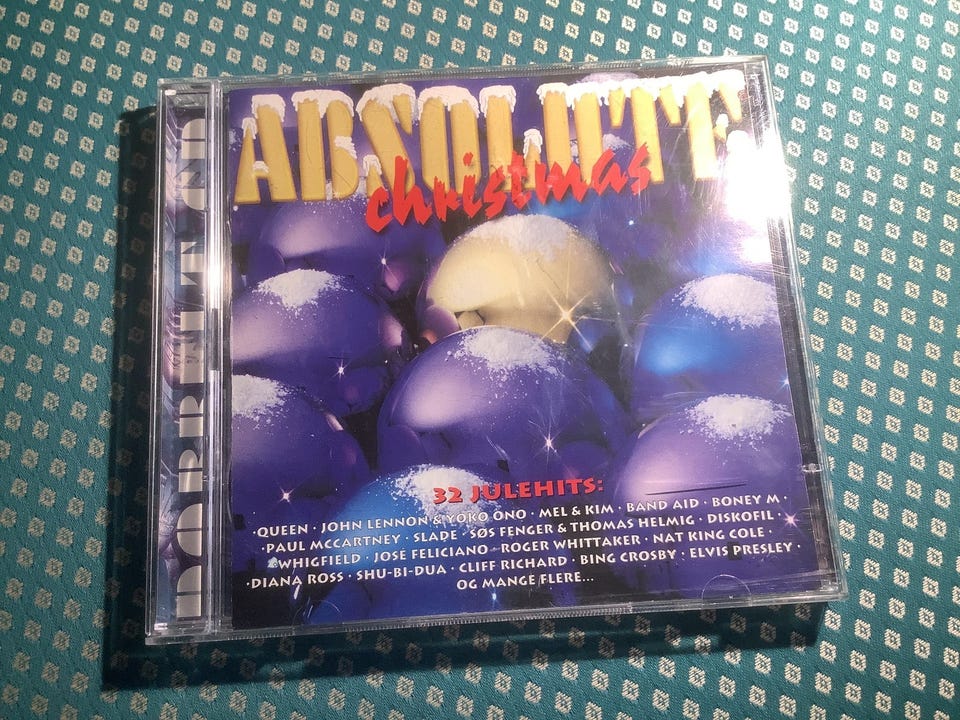 ABSOLUTE
christmas
DOBBELT CD
32 JULEHITS:
·QUEEN · JOHN LENNON & YOKO ONO · MEL & KIM · BAND AID · BONEY M ·
·PAUL MCCARTNEY · SLADE · SØS FENGER & THOMAS HELMIG · DISKOFIL ·
·WHIGFIELD · JOSÉ FELICIANO · ROGER WHITTAKER · NAT KING COLE ·
·DIANA ROSS · SHU-BI-DUA · CLIFF RICHARD · BING CROSBY · ELVIS PRESLEY ·
OG MANGE FLERE...